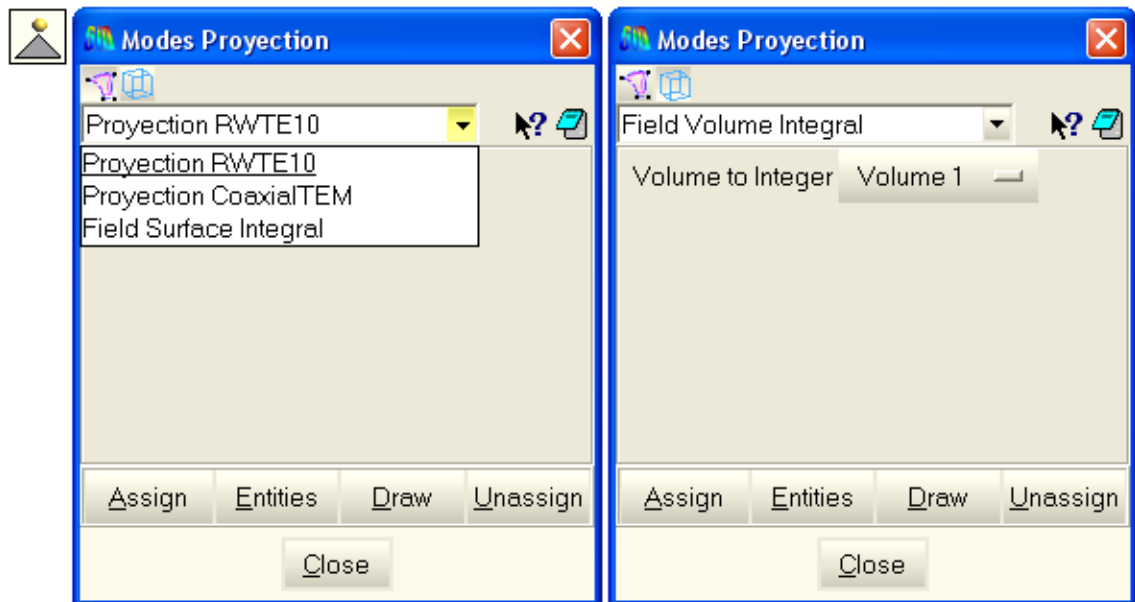 Modes Proyection
Proyection RWTE10
Proyection RWTE10
Proyection CoaxialTEM
Field Surface Integral
Assign Entities Draw Unassign
Close
Modes Proyection
Field Volume Integral
Volume to Integer Volume 1
Assign Entities Draw Unassign
Close